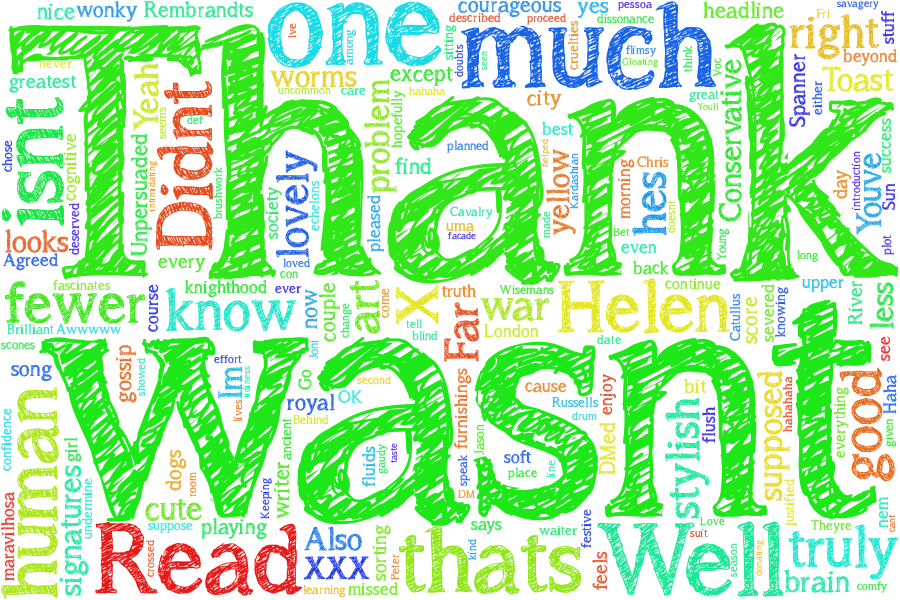 nice wonky Rembrandts
one
courageous yes pessoa savagery
described proceed dissonance
headline
Fri stuff
right
never
greatest
Thank
much
Ive among
worms
uncommon care
except
hahaha
sitting doubts seen
cruelties flimsy Gloating think voc
beyond
Toast
great Youll
Spanner either
isnt
chose cognitive
Unpersuaded Yeah seems intimidating
Didnt def brushwork
society lovely echelons
problem hopefully
find
planned
city
best
helped
yellow Kardashian made
morning Chris
hes
doesnt
Bet
even
back
Conservative
Young
success
day introduction Youve Sun
plot
long
deserved
looks
Agreed
every
loved
con
pleased
Cavalry
uma
facade
fascinates
fewer
Brilliant Awwwww
course
knighthood ever
know
now couple change art come
x
truth
tell
blind
Far
Wisemans
war
London
Helen
date
continue
Catullus score severed knowing
upper
River less
see
scones
song
wasnt
gossip showed
effort
Im tidiness lives
Joni
Go
royal OK
second
Behind
furnishings
cause
Russells
drum
enjoy
bit
flush
stylish
supposed hahahaha
everything good given Haha
confidence human girl
signatures undermine
dogs room
cute
Keeping writer ancient
fluids gaudy taste
speak Jason
DM
soft
place
line
DMed
justified
maravilhosa
suppose playing
Read
crossed
Also
xxx
learning missed
sorting Peter
says
thats
kind
waiter
festive
feels
Love
suit
Well
season donating
Theyre
truly
brain comfy
nem cant